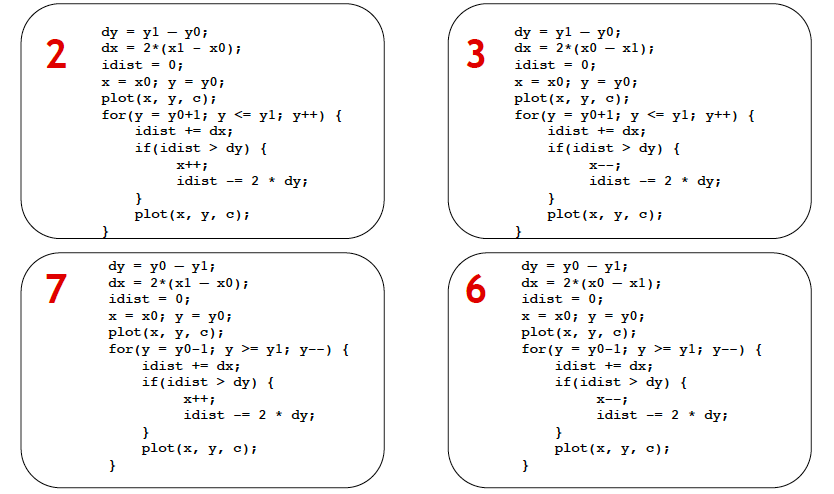 2
dy = y1 – y0;
dx = 2*(x1 - x0);
idist = 0;
x = x0; y = y0;
plot(x, y, c);
for(y = y0+1; y <= y1; y++) {
idist += dx;
if(idist > dy) {
x++;
idist -= 2 * dy;
}
plot(x, y, c);
}
3
dy = y1 – y0;
dx = 2*(x0 – x1);
idist = 0;
x = x0; y = y0;
plot(x, y, c);
for(y = y0+1; y <= y1; y++) {
idist += dx;
if(idist > dy) {
x--;
idist -= 2 * dy;
}
plot(x, y, c);
}
7
dy = y0 – y1;
dx = 2*(x1 – x0);
idist = 0;
x = x0; y = y0;
plot(x, y, c);
for(y = y0-1; y >= y1; y--) {
idist += dx;
if(idist > dy) {
x++;
idist -= 2 * dy;
}
plot(x, y, c);
}
6
dy = y0 – y1;
dx = 2*(x0 – x1);
idist = 0;
x = x0; y = y0;
plot(x, y, c);
for(y = y0-1; y >= y1; y--) {
idist += dx;
if(idist > dy) {
x--;
idist -= 2 * dy;
}
plot(x, y, c);
}